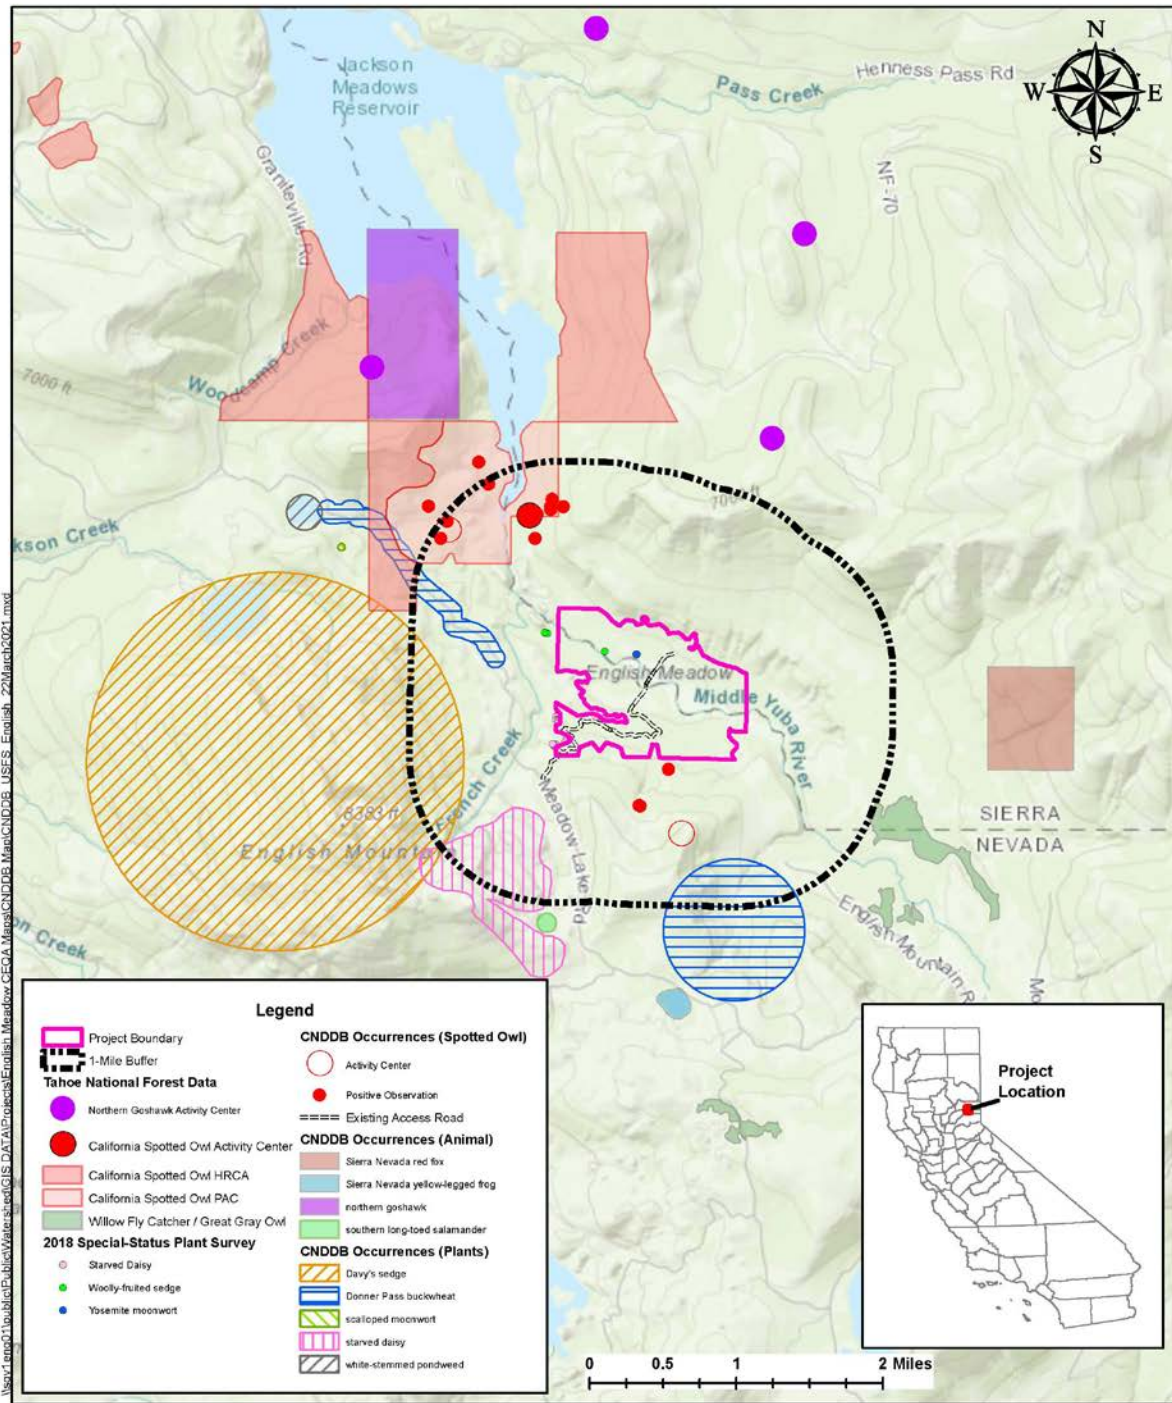 Jackson
Meadows
Reservoir
Pass Creek
Henness Pass Rd
N
W
E
S
Graniteville Rd
NF-70
Woodcamp Creek
7000 ft
7000 ft
kson Creek
English Meadow
Middle Yuba River
French Creek
Meadow Lake Rd
8383 ft
English Mountain
SIERRA
NEVADA
on Creek
English Mountain R
Mo
Legend
Project Boundary
1-Mile Buffer
Tahoe National Forest Data
Northern Goshawk Activity Center
California Spotted Owl Activity Center
California Spotted Owl HRCA
California Spotted Owl PAC
Willow Fly Catcher / Great Gray Owl
2018 Special-Status Plant Survey
Starved Daisy
Woolly-fruited sedge
Yosemite moonwort
CNDDB Occurrences (Spotted Owl)
Activity Center
Positive Observation
Existing Access Road
CNDDB Occurrences (Animal)
Sierra Nevada red fox
Sierra Nevada yellow-legged frog
northern goshawk
southern long-toed salamander
CNDDB Occurrences (Plants)
Davy's sedge
Donner Pass buckwheat
scalloped moonwort
starved daisy
white-stemmed pondweed
Project
Location
0 0.5 1 2 Miles